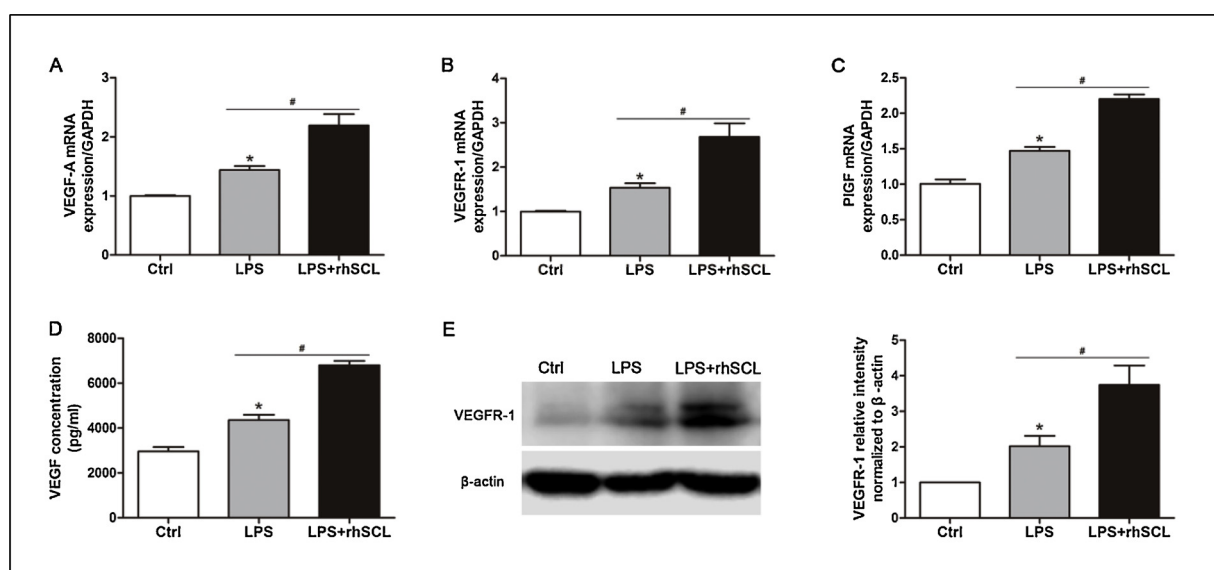 A
VEGF-A mRNA
expression/GAPDH
3
2
1
0
*
#
Ctrl
LPS
LPS+rhSCL
B
VEGFR-1 mRNA
expression/GAPDH
4
3
2
1
0
*
#
Ctrl
LPS
LPS+rhSCL
C
PlGF mRNA
expression/GAPDH
2.5
2.0
1.5
1.0
0.5
0.0
*
#
Ctrl
LPS
LPS+rhSCL
D
VEGF concentration
(pg/ml)
8000
6000
4000
2000
0
*
#
Ctrl
LPS
LPS+rhSCL
E
Ctrl
LPS
LPS+rhSCL
VEGFR-1
β-actin
VEGFR-1 relative intensity
normalized to β -actin
5
4
3
2
1
0
*
#
Ctrl
LPS
LPS+rhSCL